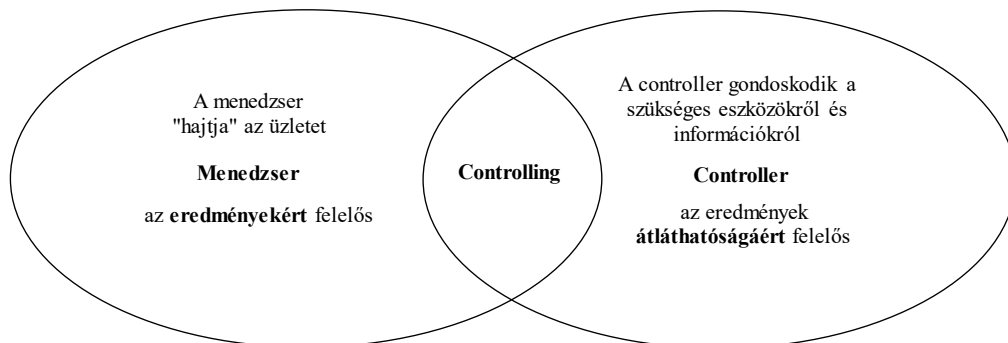 A menedzser
"hajtja" az üzletet
Menedzser
az eredményekért felelős
Controlling
A controller gondoskodik a
szükséges eszközökről és
információkról
Controller
az eredmények
átláthatóságáért felelős